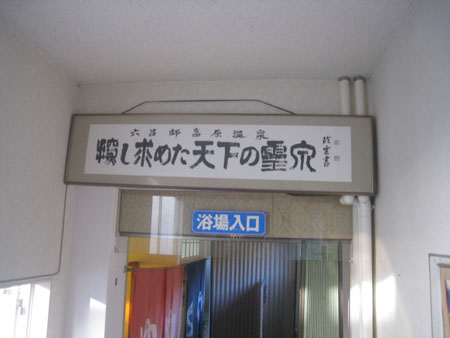 六呂師高原温泉
探し求めた天下の霊泉
浴場入口
ゆ